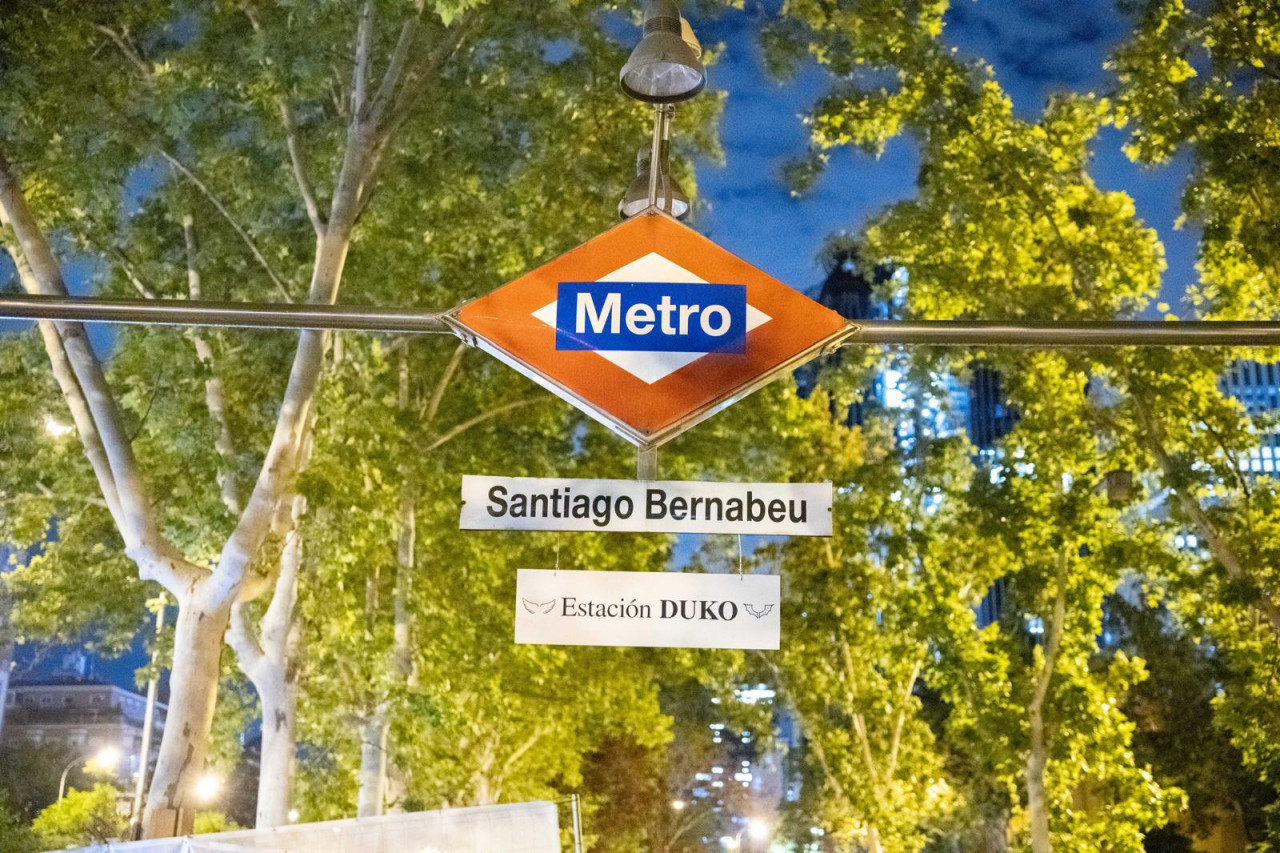 Metro
Santiago Bernabeu
Estación DUKO